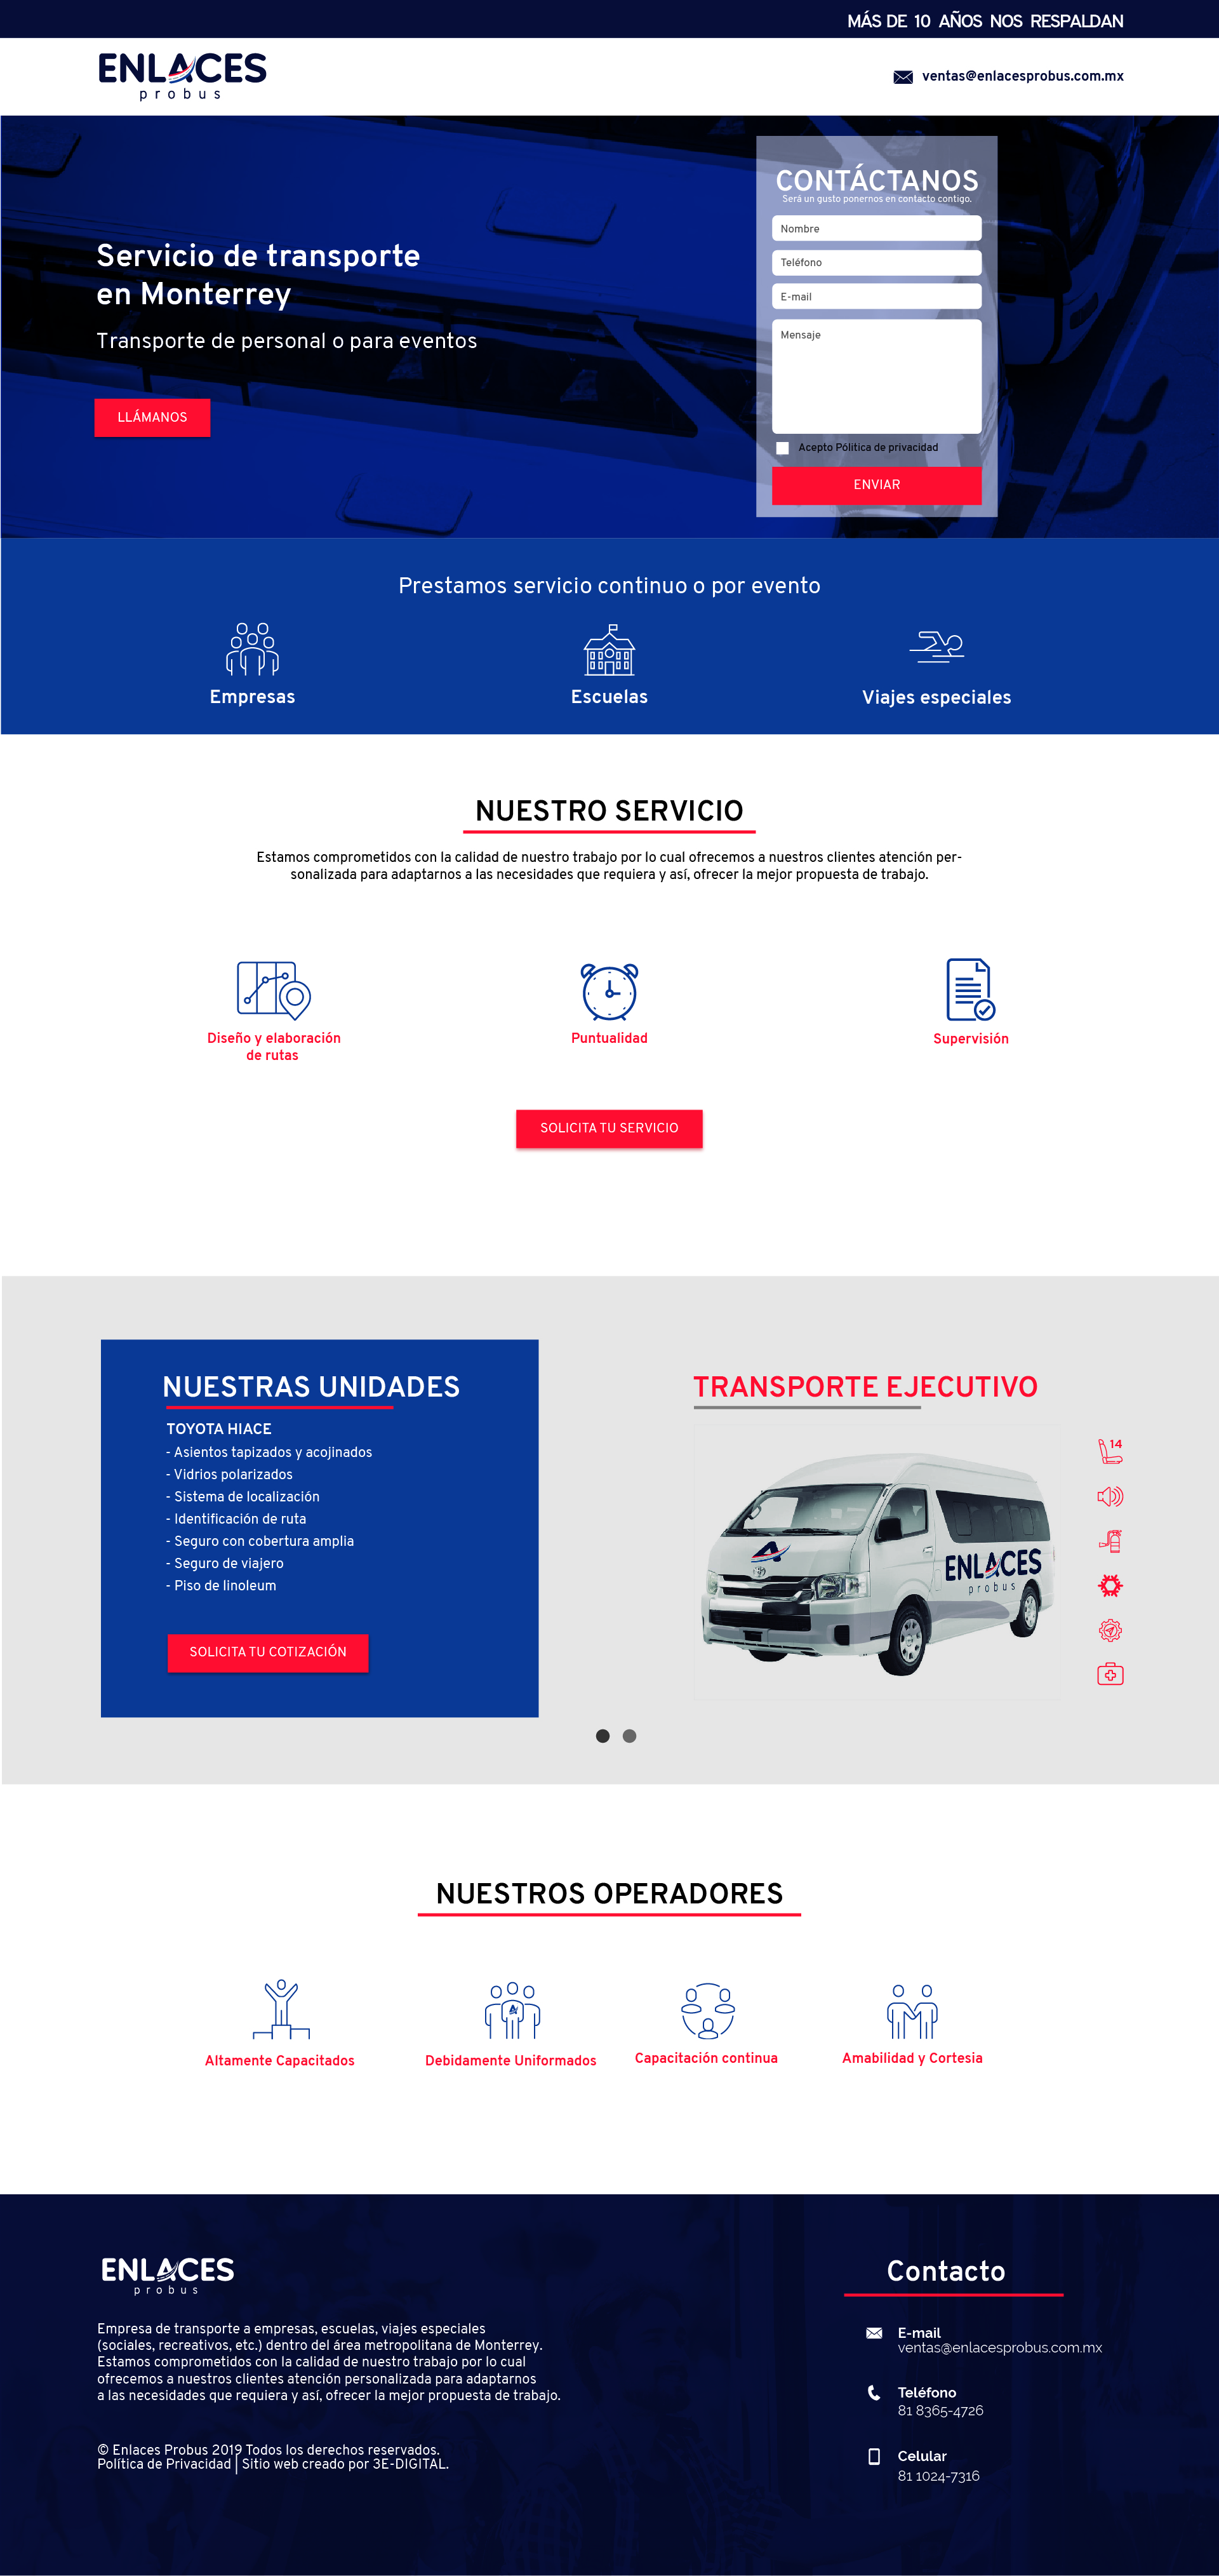 MÁS DE 10 AÑOS NOS RESPALDAN
ENLACES
probus
ventas@enlacesprobus.com.mx
Servicio de transporte
en Monterrey
Transporte de personal o para eventos
LLÁMANOS
CONTÁCTANOS
Será un gusto ponernos en contacto contigo.
Nombre
Teléfono
E-mail
Mensaje
Acepto Pólitica de privacidad
ENVIAR
Prestamos servicio continuo o por evento
Empresas
Escuelas
Viajes especiales
NUESTRO SERVICIO
Estamos comprometidos con la calidad de nuestro trabajo por lo cual ofrecemos a nuestros clientes atención per-
sonalizada para adaptarnos a las necesidades que requiera y así, ofrecer la mejor propuesta de trabajo.
Diseño y elaboración
de rutas
Puntualidad
Supervisión
SOLICITA TU SERVICIO
NUESTRAS UNIDADES
TOYOTA HIACE
- Asientos tapizados y acojinados
- Vidrios polarizados
- Sistema de localización
- Identificación de ruta
- Seguro con cobertura amplia
- Seguro de viajero
- Piso de linoleum
SOLICITA TU COTIZACIÓN
TRANSPORTE EJECUTIVO
14
ENLACES
probus
NUESTROS OPERADORES
Altamente Capacitados
Debidamente Uniformados
Capacitación continua
Amabilidad y Cortesia
ENLACES
probus
Empresa de transporte a empresas, escuelas, viajes especiales
(sociales, recreativos, etc.) dentro del área metropolitana de Monterrey.
Estamos comprometidos con la calidad de nuestro trabajo por lo cual
ofrecemos a nuestros clientes atención personalizada para adaptarnos
a las necesidades que requiera y así, ofrecer la mejor propuesta de trabajo.
© Enlaces Probus 2019 Todos los derechos reservados.
Política de Privacidad | Sitio web creado por 3E-DIGITAL.
Contacto
E-mail
ventas@enlacesprobus.com.mx
Teléfono
81 8365-4726
Celular
81 1024-7316